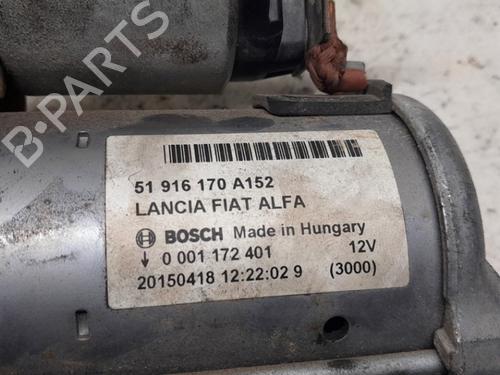 B-PARTS
51 916 170 A152
LANCIA FIAT ALFA
BOSCH Made in Hungary
0 001 172 401 12V
20150418 12:22:02 9 (3000)